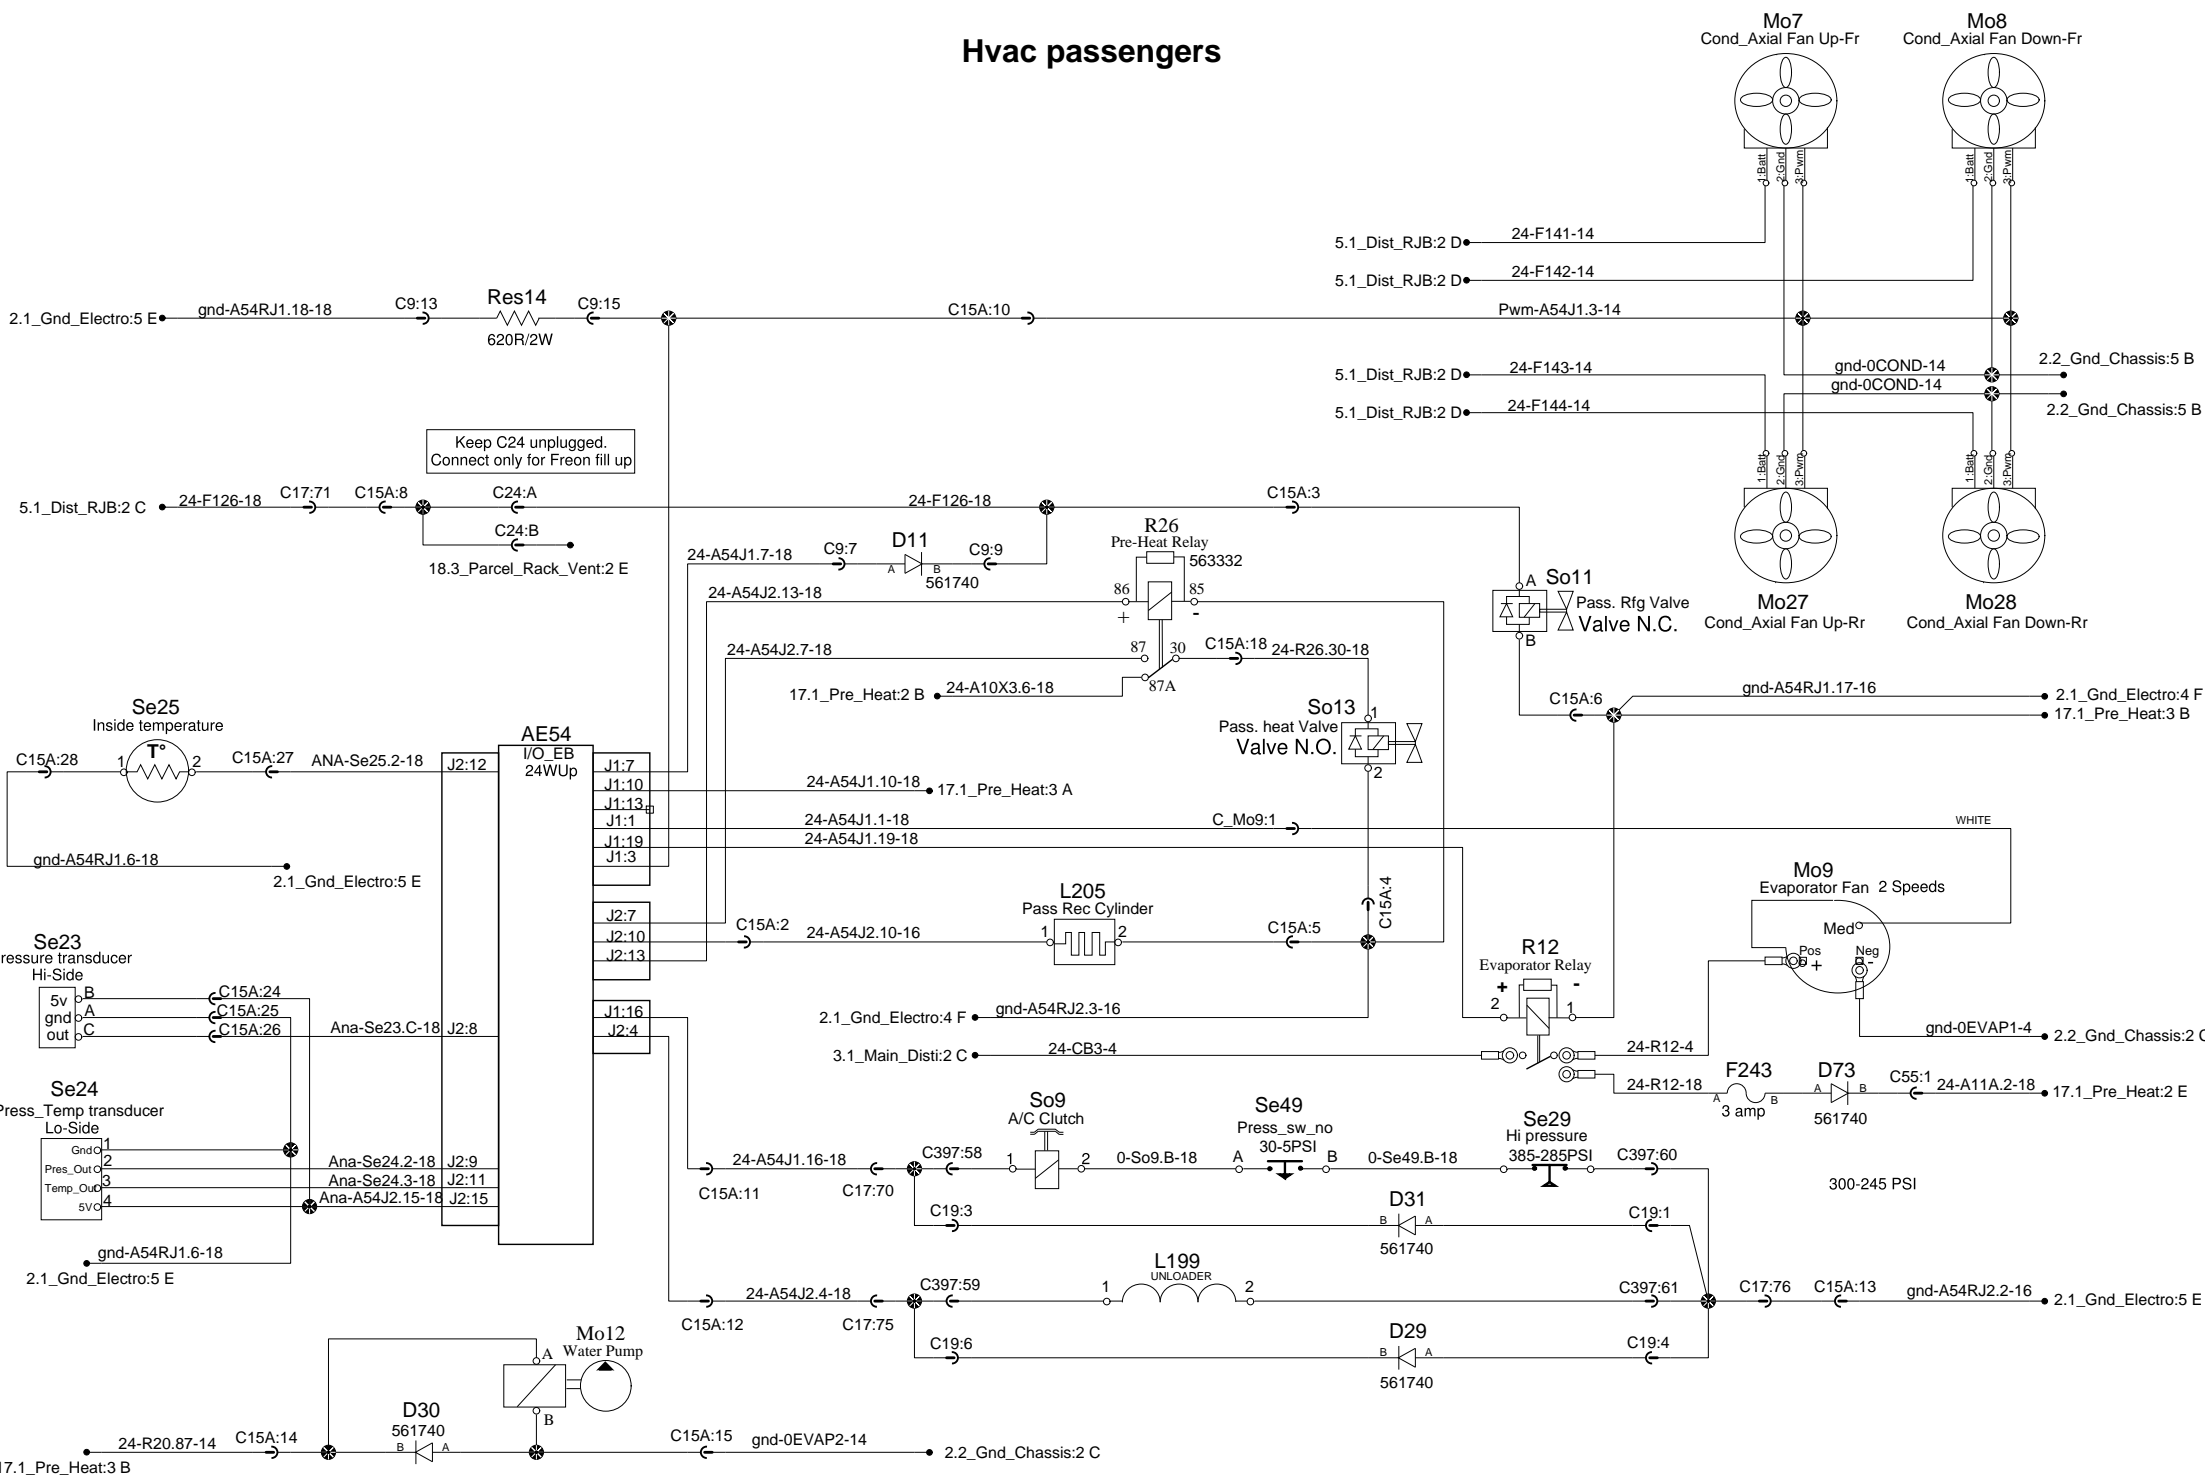 Hvac passengers
Mo7
Cond_Axial Fan Up-Fr
Mo8
Cond_Axial Fan Down-Fr
1:Batt
2:Gnd
3:Pwm
1:Batt
2:Gnd
3:Pwm
5.1_Dist_RJB:2 D
24-F141-14
5.1_Dist_RJB:2 D
24-F142-14
2.1_Gnd_Electro:5 E
gnd-A54RJ1.18-18
C9:13
Res14
620R/2W
C9:15
C15A:10
Pwm-A54J1.3-14
5.1_Dist_RJB:2 D
24-F143-14
gnd-0COND-14
2.2_Gnd_Chassis:5 B
gnd-0COND-14
2.2_Gnd_Chassis:5 B
5.1_Dist_RJB:2 D
24-F144-14
1:Batt
2:Gnd
3:Pwm
1:Batt
2:Gnd
3:Pwm
Mo27
Cond_Axial Fan Up-Rr
Mo28
Cond_Axial Fan Down-Rr
Keep C24 unplugged.
Connect only for Freon fill up
5.1_Dist_RJB:2 C
24-F126-18
C17:71
C15A:8
C24:A
24-F126-18
C15A:3
C24:B
18.3_Parcel_Rack_Vent:2 E
24-A54J1.7-18
C9:7
D11
A
B
561740
C9:9
R26
Pre-Heat Relay
563332
24-A54J2.13-18
86
+
85
-
24-A54J2.7-18
87
30
87A
C15A:18
24-R26.30-18
17.1_Pre_Heat:2 B
24-A10X3.6-18
A
So11
Pass. Rfg Valve
Valve N.C.
B
C15A:6
gnd-A54RJ1.17-16
2.1_Gnd_Electro:4 F
17.1_Pre_Heat:3 B
So13
Pass. heat Valve
Valve N.O.
1
2
Se25
Inside temperature
T°
1
2
C15A:28
C15A:27
ANA-Se25.2-18
J2:12
gnd-A54RJ1.6-18
2.1_Gnd_Electro:5 E
AE54
I/O_EB
24WUp
J1:7
J1:10
J1:13
J1:1
J1:19
J1:3
24-A54J1.10-18
17.1_Pre_Heat:3 A
24-A54J1.1-18
C_Mo9:1
WHITE
24-A54J1.19-18
J2:7
J2:10
J2:13
C15A:2
24-A54J2.10-16
L205
Pass Rec Cylinder
1
2
C15A:5
C15A:4
Mo9
Evaporator Fan 2 Speeds
Med
Pos
+
Neg
-
gnd-0EVAP1-4
2.2_Gnd_Chassis:2
R12
Evaporator Relay
+
-
2
1
J1:16
J2:4
2.1_Gnd_Electro:4 F
gnd-A54RJ2.3-16
3.1_Main_Disti:2 C
24-CB3-4
24-R12-4
24-R12-18
F243
A
B
3 amp
D73
A
B
561740
C55:1
24-A11A.2-18
17.1_Pre_Heat:2 E
Se23
ressure transducer
Hi-Side
5v
gnd
out
B
A
C
C15A:24
C15A:25
C15A:26
Ana-Se23.C-18
J2:8
Se24
Press_Temp transducer
Lo-Side
Gnd
Pres_Out
Temp_Out
5V
1
2
3
4
Ana-Se24.2-18
J2:9
Ana-Se24.3-18
J2:11
Ana-A54J2.15-18
J2:15
gnd-A54RJ1.6-18
2.1_Gnd_Electro:5 E
24-A54J1.16-18
C15A:11
C17:70
C397:58
So9
A/C Clutch
1
2
0-So9.B-18
Se49
Press_sw_no
30-5PSI
A
B
0-Se49.B-18
Se29
Hi pressure
385-285PSI
C397:60
300-245 PSI
C19:3
D31
B
A
561740
C19:1
24-A54J2.4-18
C15A:12
C17:75
C397:59
L199
UNLOADER
1
2
C397:61
C17:76
C15A:13
gnd-A54RJ2.2-16
2.1_Gnd_Electro:5 E
C19:6
D29
B
A
561740
C19:4
Mo12
Water Pump
A
B
24-R20.87-14
C15A:14
D30
561740
B
A
C15A:15
gnd-0EVAP2-14
2.2_Gnd_Chassis:2 C
7.1_Pre_Heat:3 B